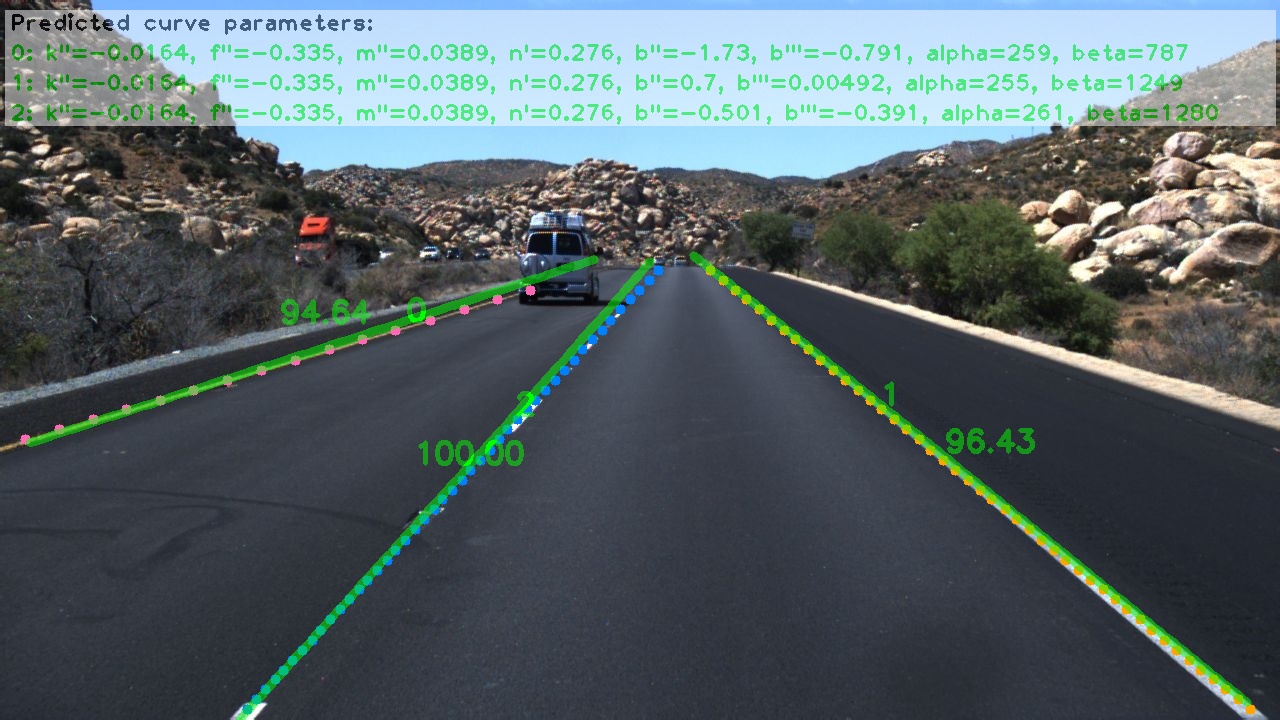 Predicted curve parameters:
0: k''=-0.0164, f''=-0.335, m''=0.0389, n'=0.276, b''=-1.73, b'''=-0.791, alpha=259, beta=787
1: k''=-0.0164, f''=-0.335, m''=0.0389, n'=0.276, b''=0.7, b'''=0.00492, alpha=255, beta=1249
2: k''=-0.0164, f''=-0.335, m''=0.0389, n'=0.276, b''=-0.501, b'''=-0.391, alpha=261, beta=1280
94.64 0
2 1
100.00 96.43